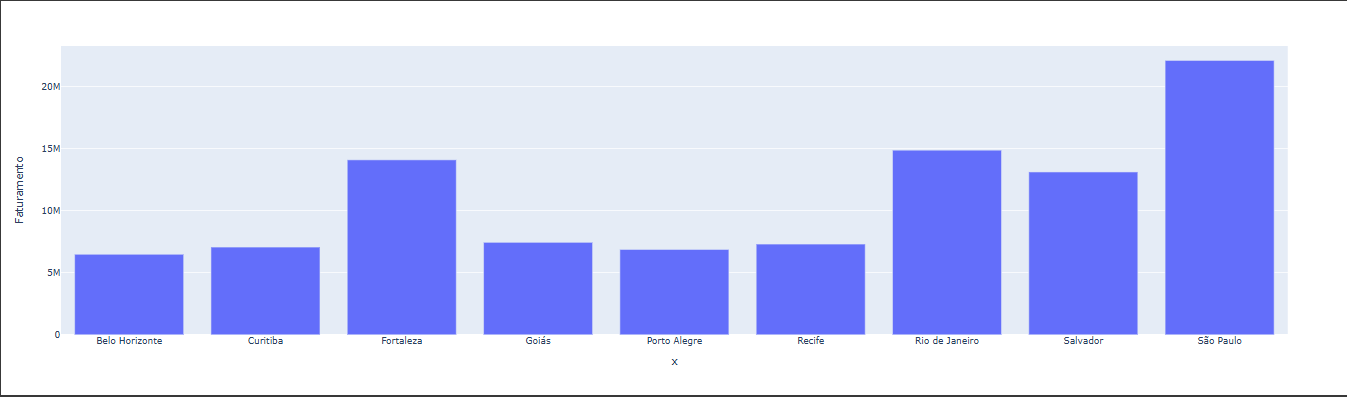 Faturamento
20M
15M
10M
5M
0
Belo Horizonte Curitiba Fortaleza Goiás Porto Alegre Recife Rio de Janeiro Salvador São Paulo
x